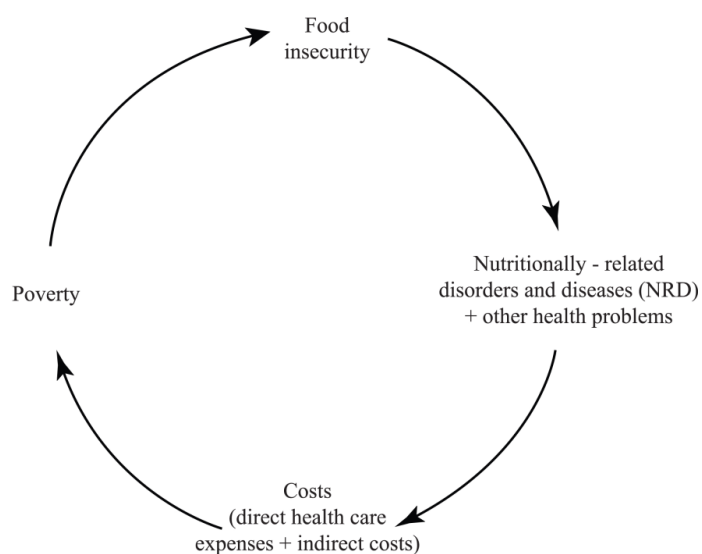 Food
insecurity
Nutritionally - related
disorders and diseases (NRD)
+ other health problems
Costs
(direct health care
expenses + indirect costs)
Poverty